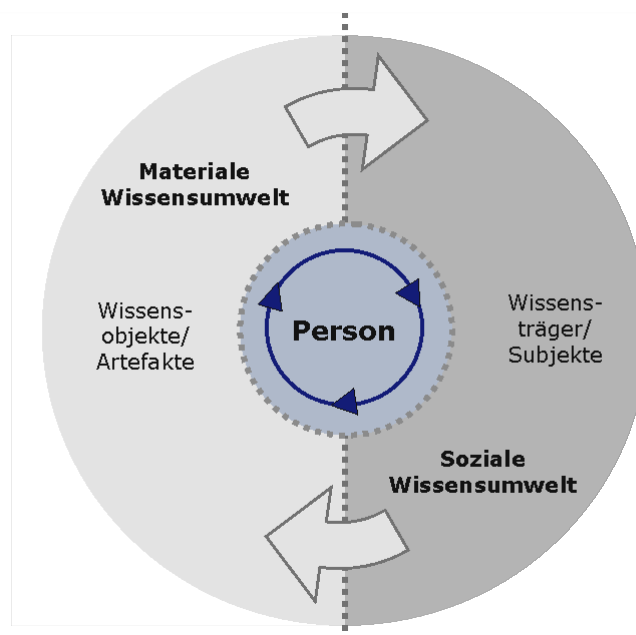 Materiale
Wissensumwelt
Wissens-
objekte/
Artefakte
Person
Wissens-
träger/
Subjekte
Soziale
Wissensumwelt